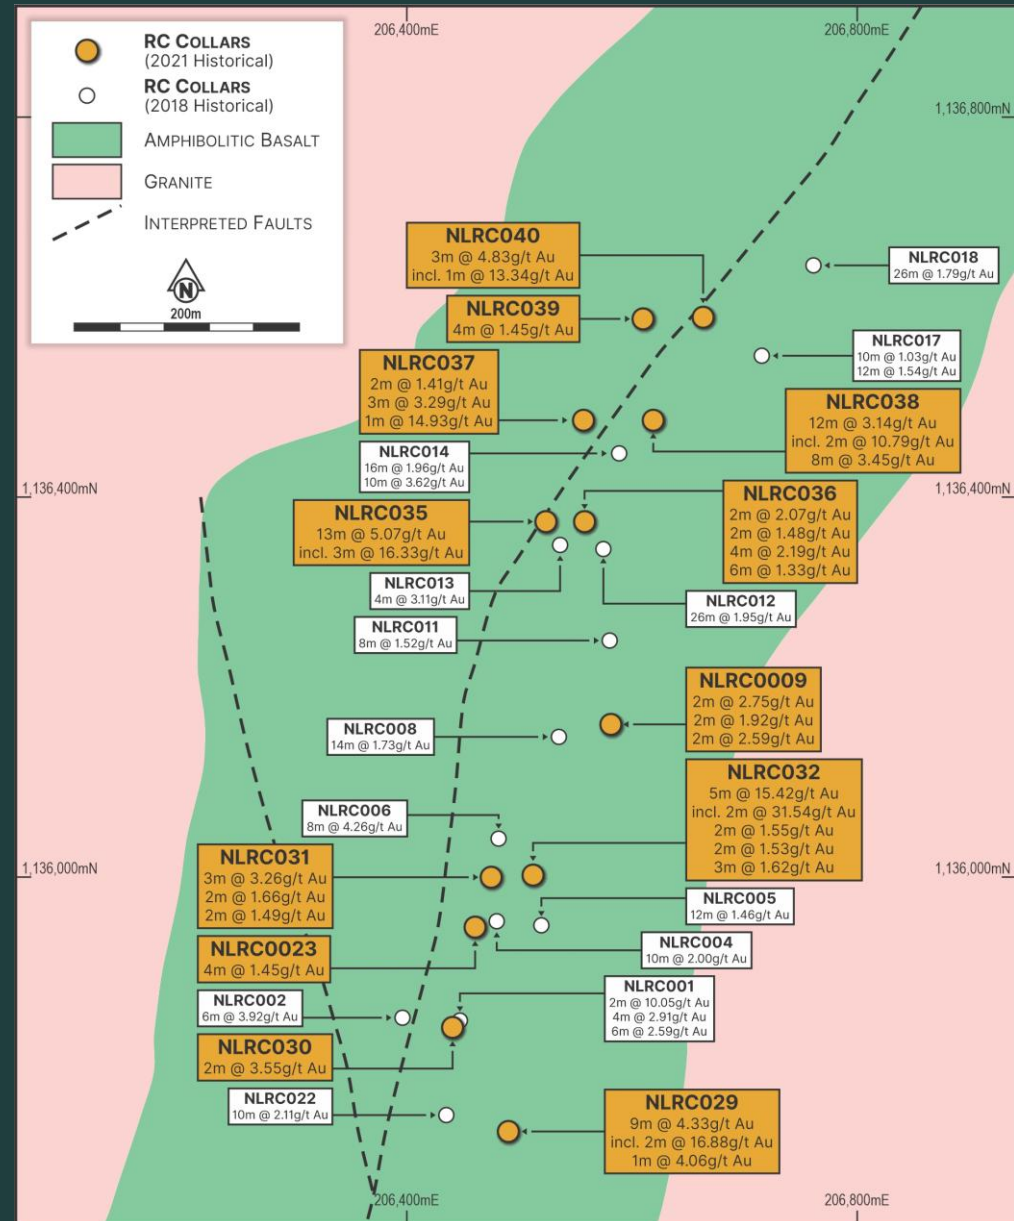 206,400mE
206,800mE
RC COLLARS
(2021 Historical)
RC COLLARS
(2018 Historical)
AMPHIBOLITIC BASALT
GRANITE
INTERPRETED FAULTS
N
200m
1,136,800mN
NLRC040
3m @ 4.83g/t Au
incl. 1m @ 13.34g/t Au
NLRC018
26m @ 1.79g/t Au
NLRC039
4m @ 1.45g/t Au
NLRC017
10m @ 1.03g/t Au
12m @ 1.54g/t Au
NLRC037
2m @ 1.41g/t Au
3m @ 3.29g/t Au
1m @ 14.93g/t Au
NLRC038
12m @ 3.14g/t Au
incl. 2m @ 10.79g/t Au
8m @ 3.45g/t Au
NLRC014
16m @ 1.96g/t Au
10m @ 3.62g/t Au
1,136,400mN
1,136,400mN
NLRC035
13m @ 5.07g/t Au
incl. 3m @ 16.33g/t Au
NLRC036
2m @ 2.07g/t Au
2m @ 1.48g/t Au
4m @ 2.19g/t Au
6m @ 1.33g/t Au
NLRC013
4m @ 3.11g/t Au
NLRC012
26m @ 1.95g/t Au
NLRC011
8m @ 1.52g/t Au
NLRC0009
2m @ 2.75g/t Au
2m @ 1.92g/t Au
2m @ 2.59g/t Au
NLRC008
14m @ 1.73g/t Au
NLRC032
5m @ 15.42g/t Au
incl. 2m @ 31.54g/t Au
2m @ 1.55g/t Au
2m @ 1.53g/t Au
3m @ 1.62g/t Au
NLRC006
8m @ 4.26g/t Au
1,136,000mN
1,136,000mN
NLRC031
3m @ 3.26g/t Au
2m @ 1.66g/t Au
2m @ 1.49g/t Au
NLRC005
12m @ 1.46g/t Au
NLRC004
10m @ 2.00g/t Au
NLRC0023
4m @ 1.45g/t Au
NLRC001
2m @ 10.05g/t Au
4m @ 2.91g/t Au
6m @ 2.59g/t Au
NLRC002
6m @ 3.92g/t Au
NLRC030
2m @ 3.55g/t Au
NLRC022
10m @ 2.11g/t Au
NLRC029
9m @ 4.33g/t Au
incl. 2m @ 16.88g/t Au
1m @ 4.06g/t Au
206,400mE
206,800mE